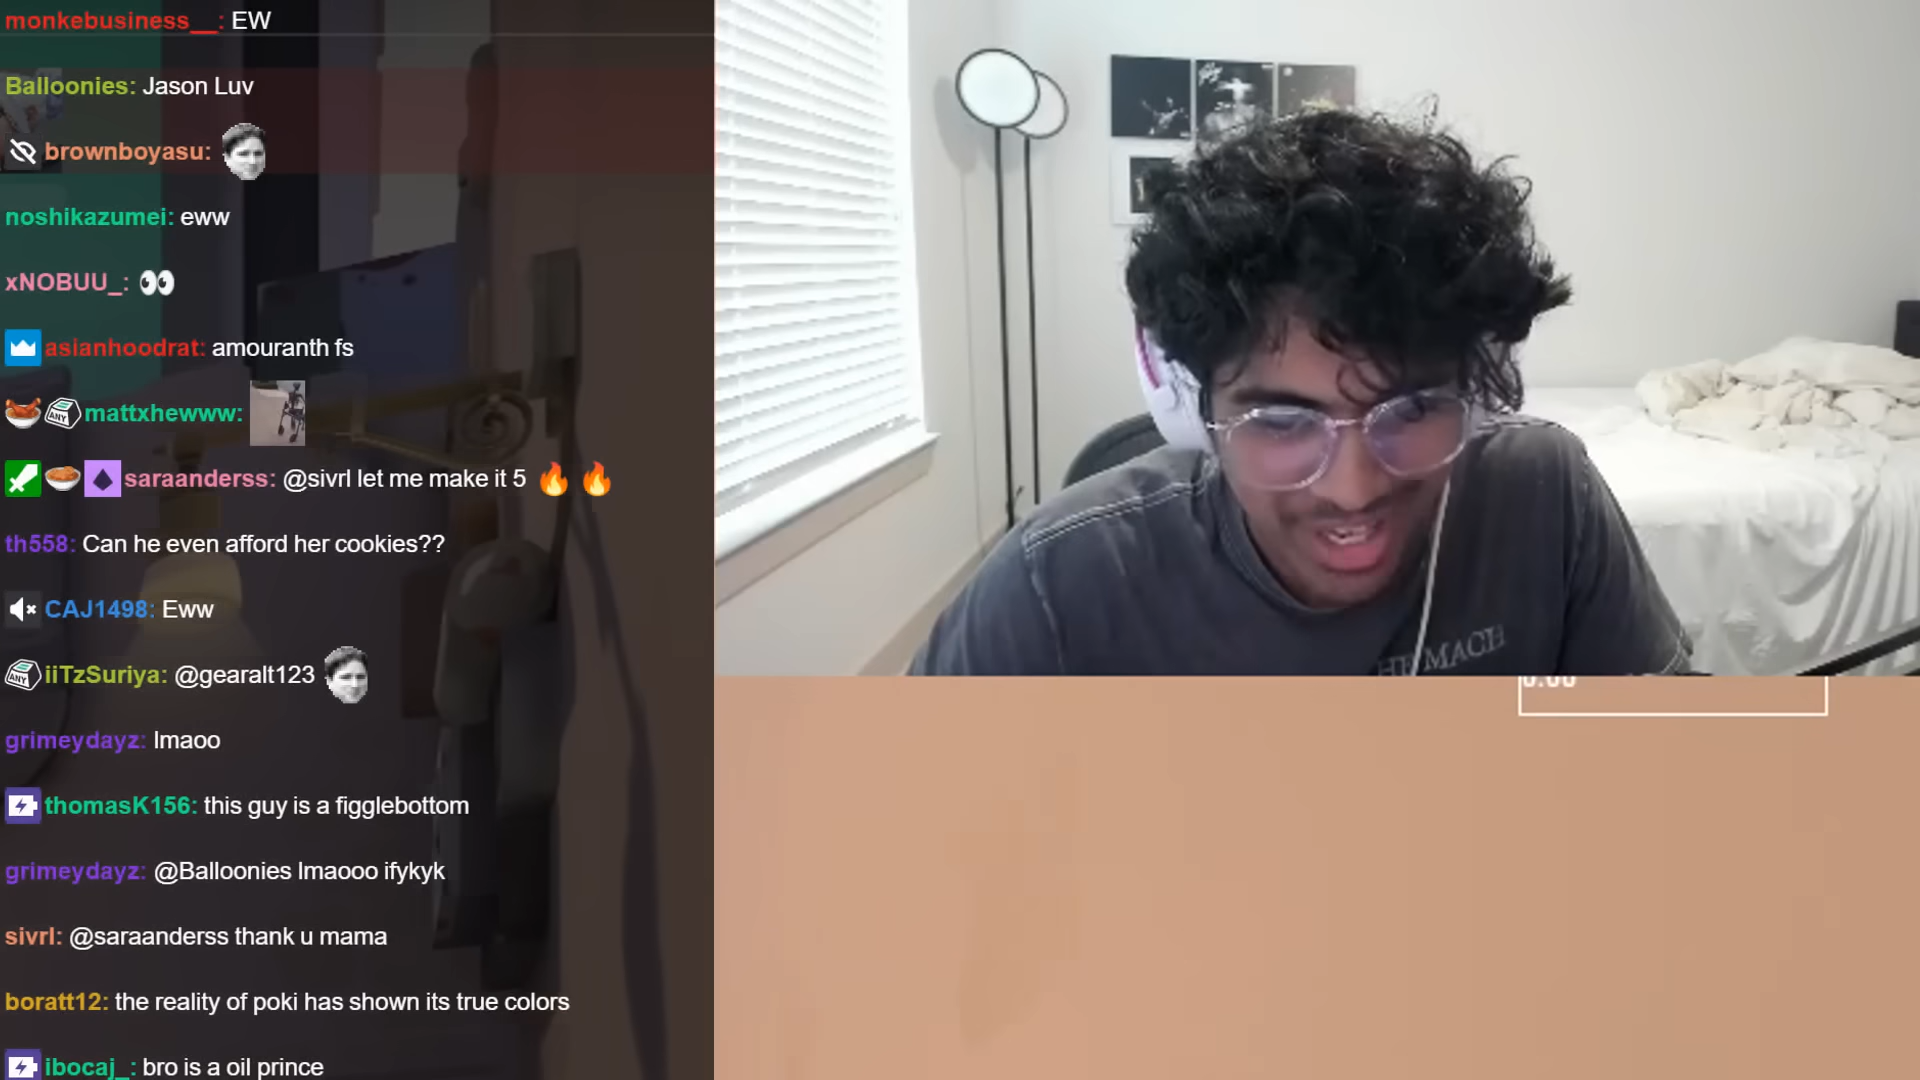 monkebusiness__: EW
Balloonies: Jason Luv
brownboyasu:
noshikazumei: eww
xNOBUU_:
asianhoodrat: amouranth fs
ANY mattxhewww:
saraanderss: @sivrl let me make it 5 🔥 🔥
th558: Can he even afford her cookies??
CAJ1498: Eww
ANY iiTzSuriya: @gearalt123
grimeydayz: lmaoo
thomasK156: this guy is a figglebottom
grimeydayz: @Balloonies lmaooo ifykyk
sivrl: @saraanderss thank u mama
boratt12: the reality of poki has shown its true colors
ibocaj_: bro is a oil prince
MACH